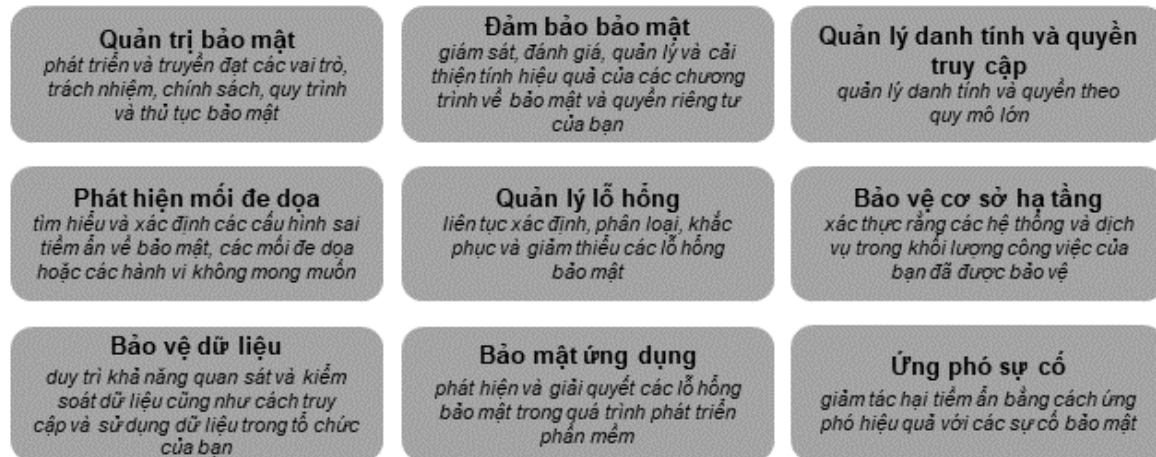 Quản trị bảo mật
phát triển và truyền đạt các vai trò,
trách nhiệm, chính sách, quy trình
và thủ tục bảo mật
Đảm bảo bảo mật
giám sát, đánh giá, quản lý và cải
thiện tính hiệu quả của các chương
trình về bảo mật và quyền riêng tư
của bạn
Quản lý danh tính và quyền
truy cập
quản lý danh tính và quyền theo
quy mô lớn
Phát hiện mối đe dọa
tìm hiểu và xác định các cấu hình sai
tiềm ẩn về bảo mật, các mối đe dọa
hoặc các hành vi không mong muốn
Quản lý lỗ hổng
liên tục xác định, phân loại, khắc
phục và giảm thiểu các lỗ hổng
bảo mật
Bảo vệ cơ sở hạ tầng
xác thực rằng các hệ thống và dịch
vụ trong khối lượng công việc của
bạn đã được bảo vệ
Bảo vệ dữ liệu
duy trì khả năng quan sát và kiểm
soát dữ liệu cũng như cách truy
cập và sử dụng dữ liệu trong tổ chức
của bạn
Bảo mật ứng dụng
phát hiện và giải quyết các lỗ hổng
bảo mật trong quá trình phát triển
phần mềm
Ứng phó sự cố
giảm tác hại tiềm ẩn bằng cách ứng
phó hiệu quả với các sự cố bảo mật